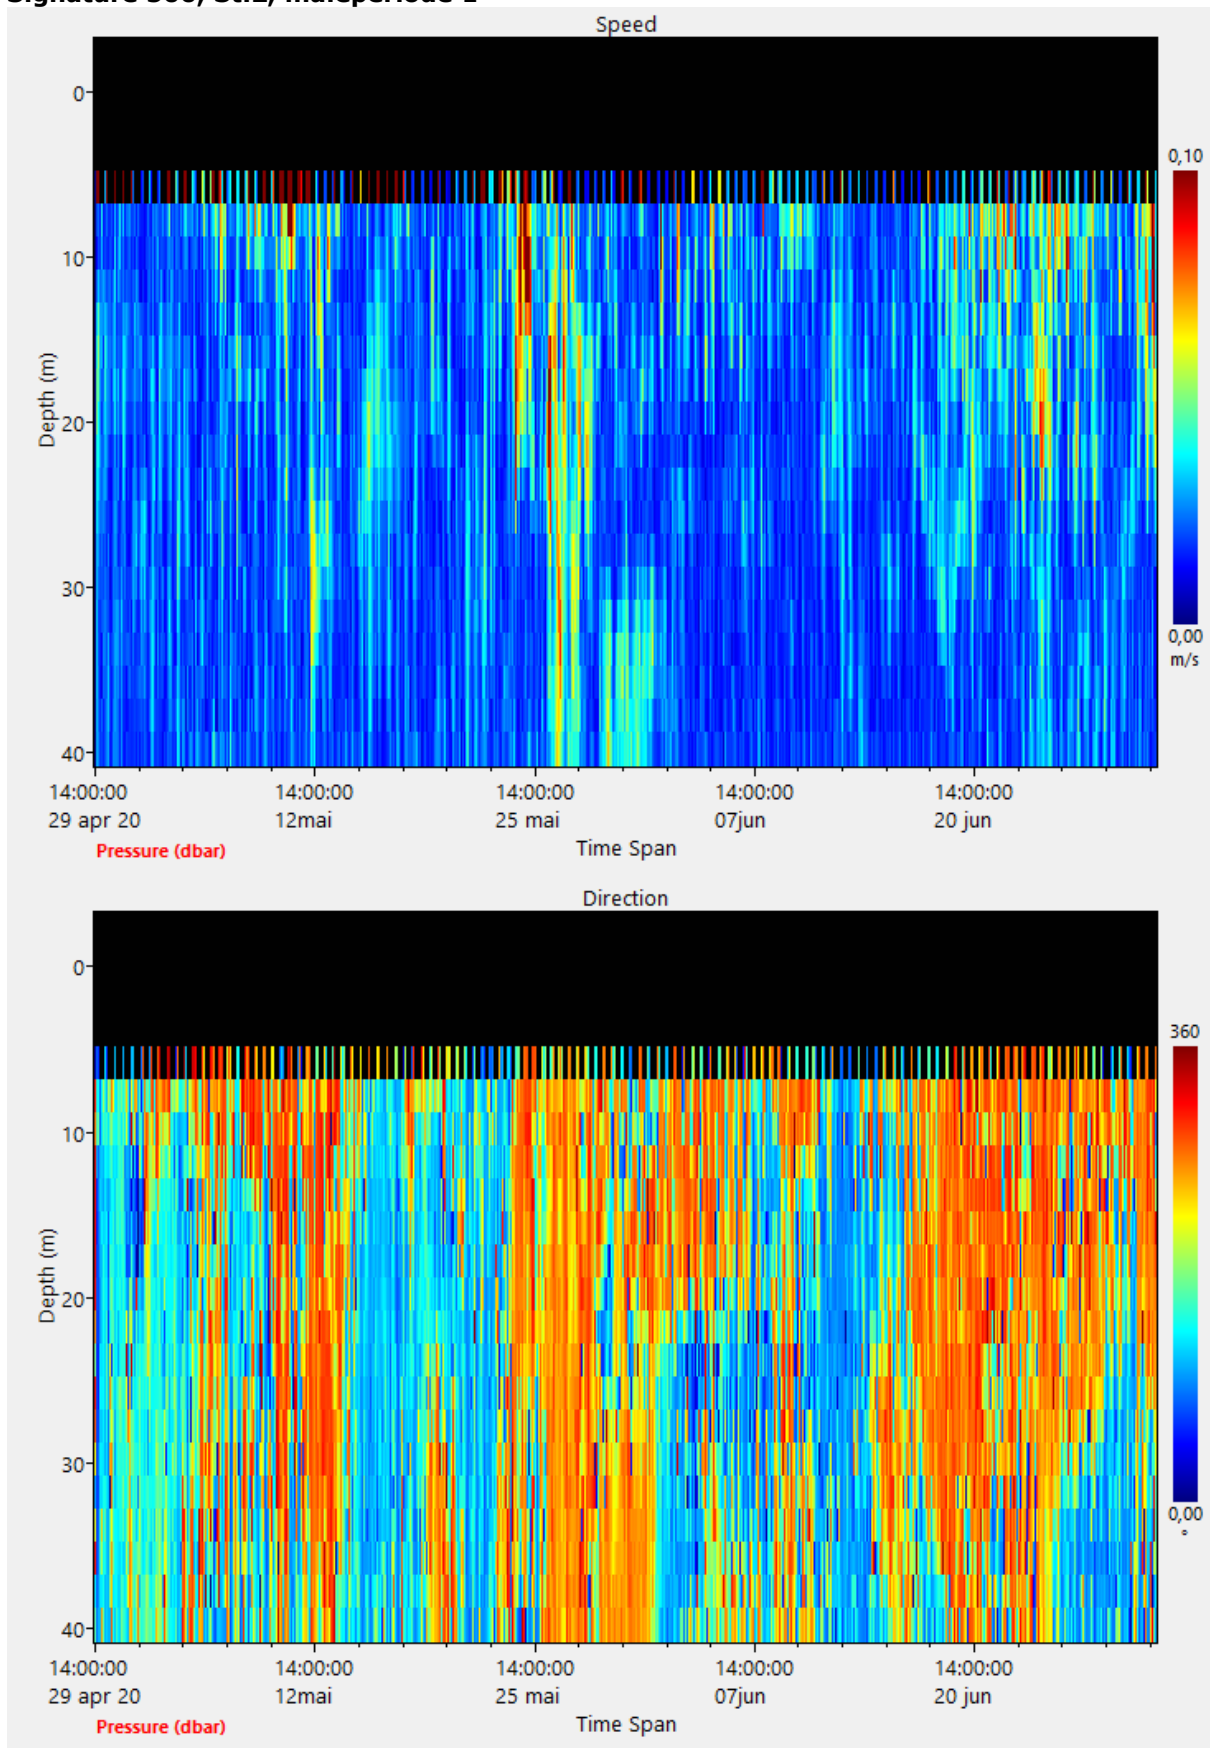 Speed
0
10
20
30
40
Depth (m)
0,10
0,00
m/s
14:00:00 14:00:00 14:00:00 14:00:00 14:00:00
29 apr 20 12mai 25 mai 07jun 20 jun
Pressure (dbar)
Time Span
Direction
0
10
20
30
40
Depth (m)
360
0,00
°
14:00:00 14:00:00 14:00:00 14:00:00 14:00:00
29 apr 20 12mai 25 mai 07jun 20 jun
Pressure (dbar)
Time Span